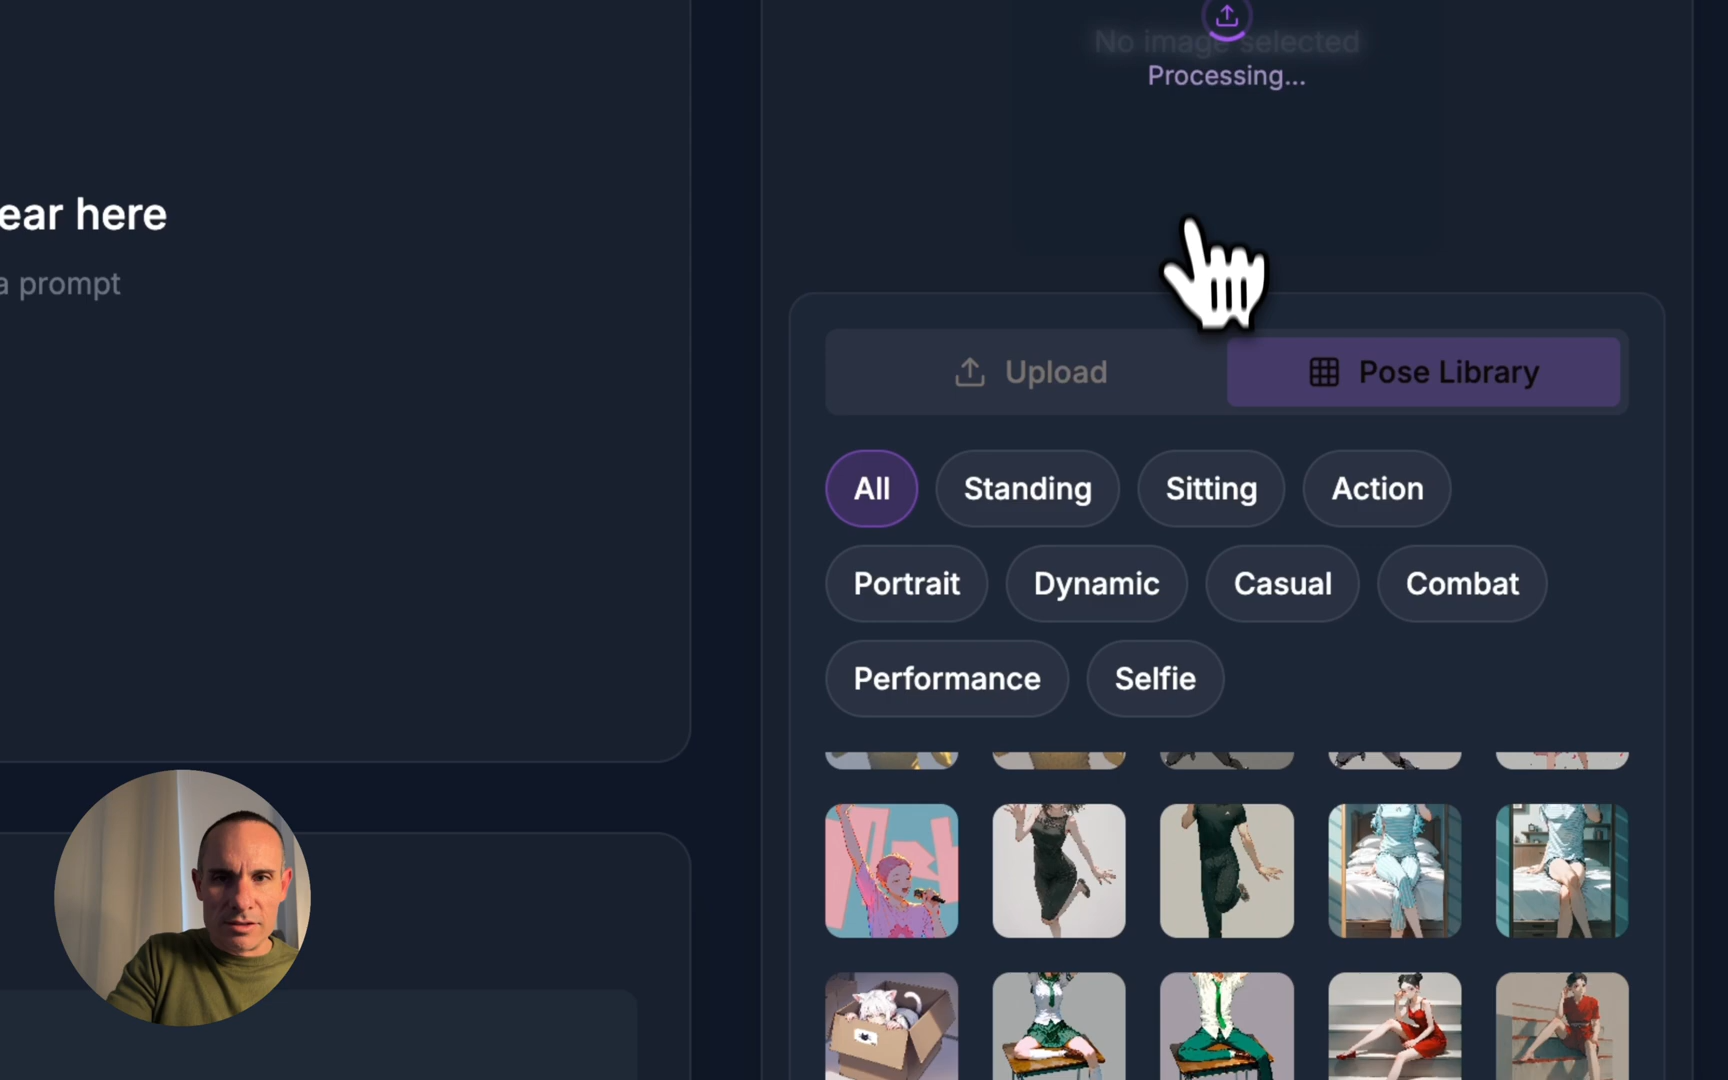 No image selected
Processing...
ear here
a prompt
Upload
Pose Library
All
Standing
Sitting
Action
Portrait
Dynamic
Casual
Combat
Performance
Selfie